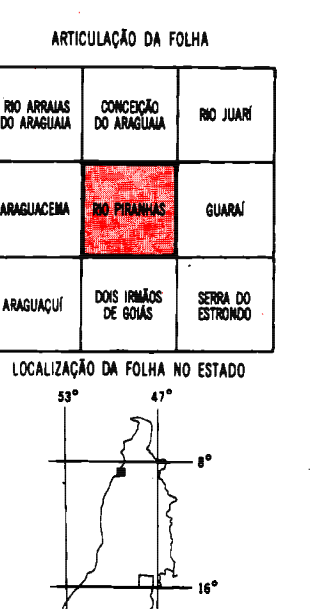 ARTICULAÇÃO DA FOLHA
RIO ARRAIAS
DO ARAGUAIA
CONCEIÇÃO
DO ARAGUAIA
RIO JUARÍ
ARAGUACEMA
RIO PIRANHAS
GUARAÍ
ARAGUAÇUÍ
DOIS IRMÃOS
DE GOIÁS
SERRA DO
ESTRONDO
LOCALIZAÇÃO DA FOLHA NO ESTADO
53° 47°
8°
16°